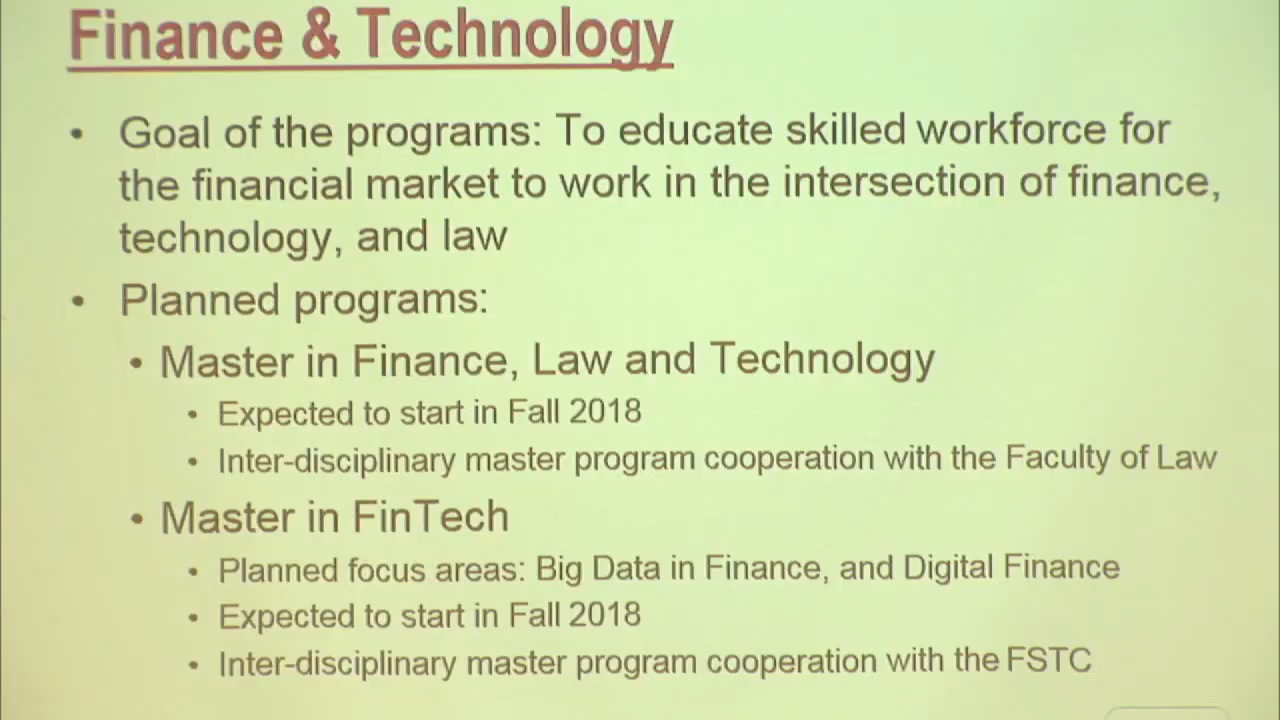 Finance & Technology
• Goal of the programs: To educate skilled workforce for
the financial market to work in the intersection of finance,
technology, and law
• Planned programs:
• Master in Finance, Law and Technology
• Expected to start in Fall 2018
• Inter-disciplinary master program cooperation with the Faculty of Law
• Master in FinTech
• Planned focus areas: Big Data in Finance, and Digital Finance
• Expected to start in Fall 2018
• Inter-disciplinary master program cooperation with the FSTC